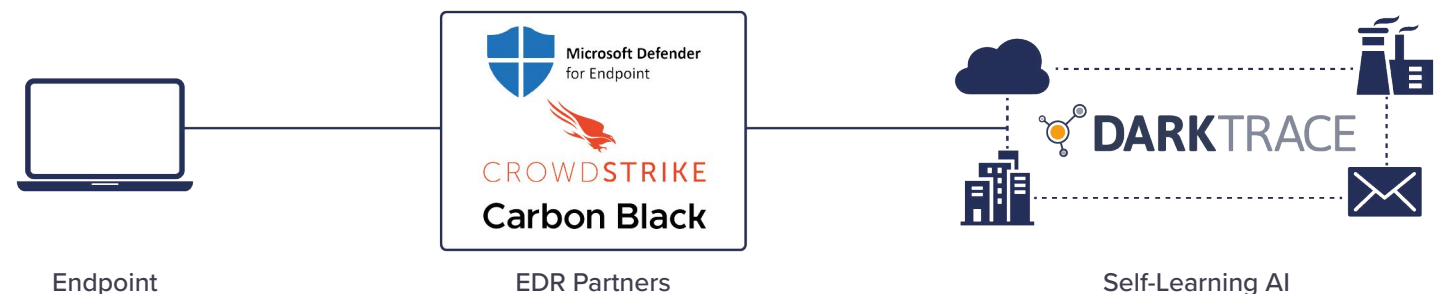 Microsoft Defender
for Endpoint
CROWDSTRIKE
Carbon Black
DARKTRACE
Endpoint
EDR Partners
Self-Learning AI